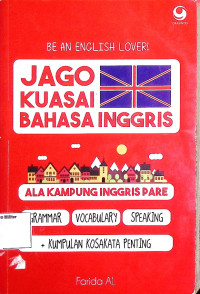 BE AN ENGLISH LOVER!
JAGO
KUASAI
BAHASA INGGRIS
ALA KAMPUNG INGGRIS PARE
GRAMMAR VOCABULARY SPEAKING
+ KUMPULAN KOSAKATA PENTING
Farida AL